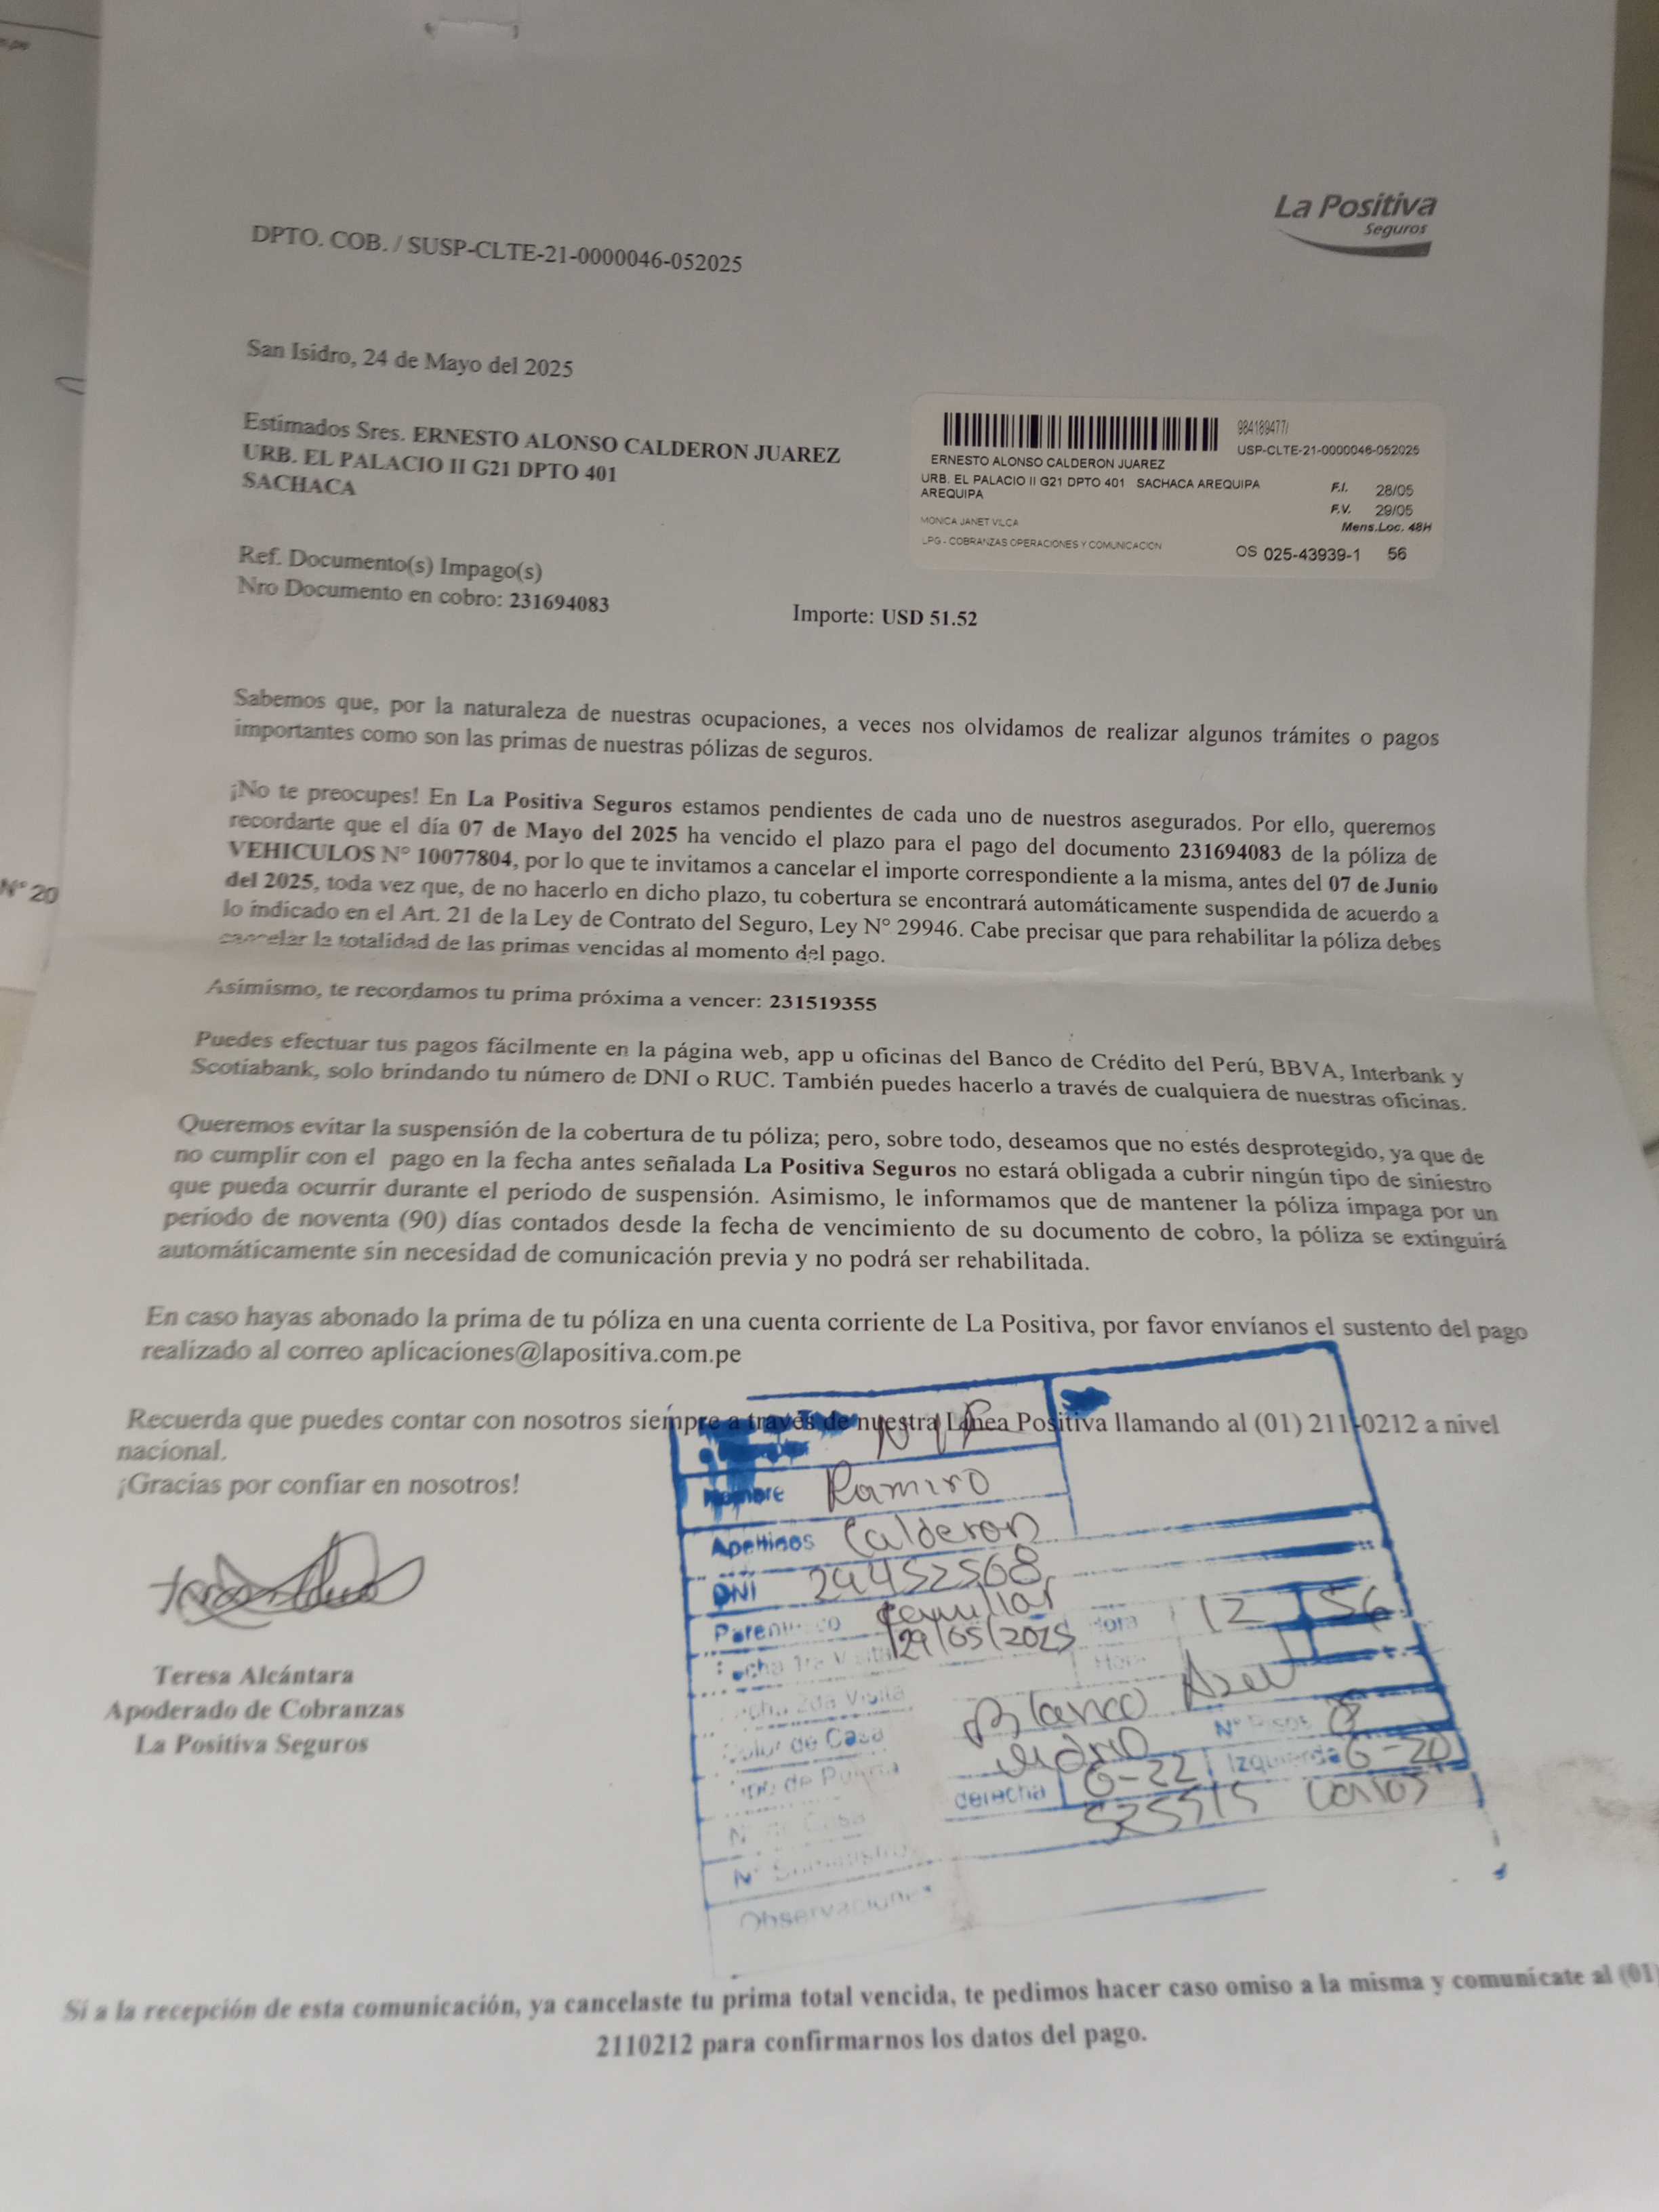 La Positiva
Seguros
DPTO. COB. / SUSP-CLTE-21-0000046-052025
San Isidro, 24 de Mayo del 2025
Estimados Sres. ERNESTO ALONSO CALDERON JUAREZ
URB. EL PALACIO II G21 DPTO 401
SACHACA
984189477/
USP-CLTE-21-0000046-052025
ERNESTO ALONSO CALDERON JUAREZ
URB. EL PALACIO II G21 DPTO 401 SACHACA AREQUIPA
AREQUIPA
F.I. 28/05
F.V. 29/05
Mens.Loc. 48H
MONICA JANET VILCA
LPG - COBRANZAS OPERACIONES Y COMUNICACION
OS 025-43939-1 56
Ref. Documento(s) Impago(s)
Nro Documento en cobro: 231694083
Importe: USD 51.52
Sabemos que, por la naturaleza de nuestras ocupaciones, a veces nos olvidamos de realizar algunos trámites o pagos
importantes como son las primas de nuestras pólizas de seguros.
¡No te preocupes! En La Positiva Seguros estamos pendientes de cada uno de nuestros asegurados. Por ello, queremos
recordarte que el día 07 de Mayo del 2025 ha vencido el plazo para el pago del documento 231694083 de la póliza de
VEHICULOS N° 10077804, por lo que te invitamos a cancelar el importe correspondiente a la misma, antes del 07 de Junio
del 2025, toda vez que, de no hacerlo en dicho plazo, tu cobertura se encontrará automáticamente suspendida de acuerdo a
lo indicado en el Art. 21 de la Ley de Contrato del Seguro, Ley N° 29946. Cabe precisar que para rehabilitar la póliza debes
cancelar la totalidad de las primas vencidas al momento del pago.
N° 20
Asimismo, te recordamos tu prima próxima a vencer: 231519355
Puedes efectuar tus pagos fácilmente en la página web, app u oficinas del Banco de Crédito del Perú, BBVA, Interbank y
Scotiabank, solo brindando tu número de DNI o RUC. También puedes hacerlo a través de cualquiera de nuestras oficinas.
Queremos evitar la suspensión de la cobertura de tu póliza; pero, sobre todo, deseamos que no estés desprotegido, ya que de
no cumplir con el pago en la fecha antes señalada La Positiva Seguros no estará obligada a cubrir ningún tipo de siniestro
que pueda ocurrir durante el periodo de suspensión. Asimismo, le informamos que de mantener la póliza impaga por un
periodo de noventa (90) días contados desde la fecha de vencimiento de su documento de cobro, la póliza se extinguirá
automáticamente sin necesidad de comunicación previa y no podrá ser rehabilitada.
En caso hayas abonado la prima de tu póliza en una cuenta corriente de La Positiva, por favor envíanos el sustento del pago
realizado al correo aplicaciones@lapositiva.com.pe
Recuerda que puedes contar con nosotros siempre a través de nuestra Línea Positiva llamando al (01) 211-0212 a nivel
nacional.
¡Gracias por confiar en nosotros!
Nombre Ramiro
Apellidos Calderon
DNI 29452568
Parentesco familiar
Fecha 1ra Visita 29/05/2025 Hora 12 56
Fecha 2da Visita Hora
Color de Casa Blanco Azul
Tipo de Puerta N° Pisos 8
derecha G-22 Izquierda G-20
N° Suministro 525515
Observaciones
Teresa Alcántara
Apoderado de Cobranzas
La Positiva Seguros
Si a la recepción de esta comunicación, ya cancelaste tu prima total vencida, te pedimos hacer caso omiso a la misma y comunícate al (01)
2110212 para confirmarnos los datos del pago.